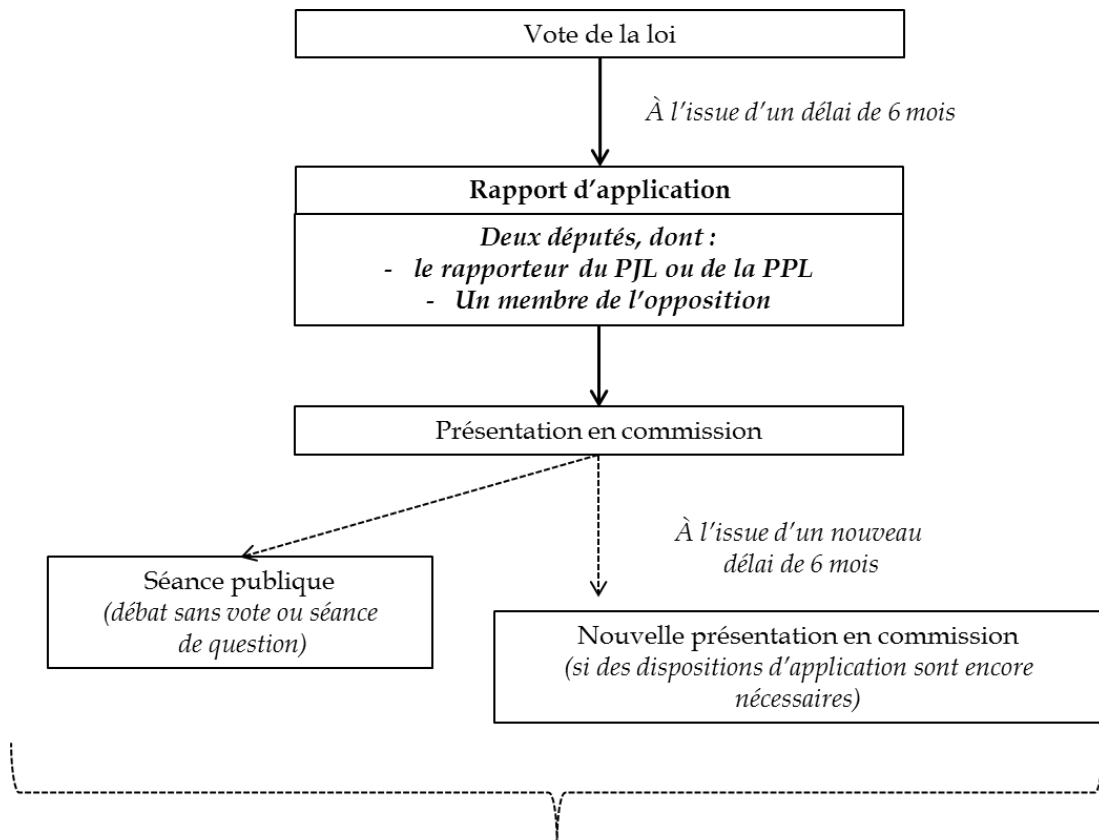 Vote de la loi
À l’issue d’un délai de 6 mois
Rapport d’application
Deux députés, dont :
- le rapporteur du PJL ou de la PPL
- Un membre de l’opposition
Présentation en commission
À l’issue d’un nouveau
délai de 6 mois
Séance publique
(débat sans vote ou séance
de question)
Nouvelle présentation en commission
(si des dispositions d’application sont encore
nécessaires)